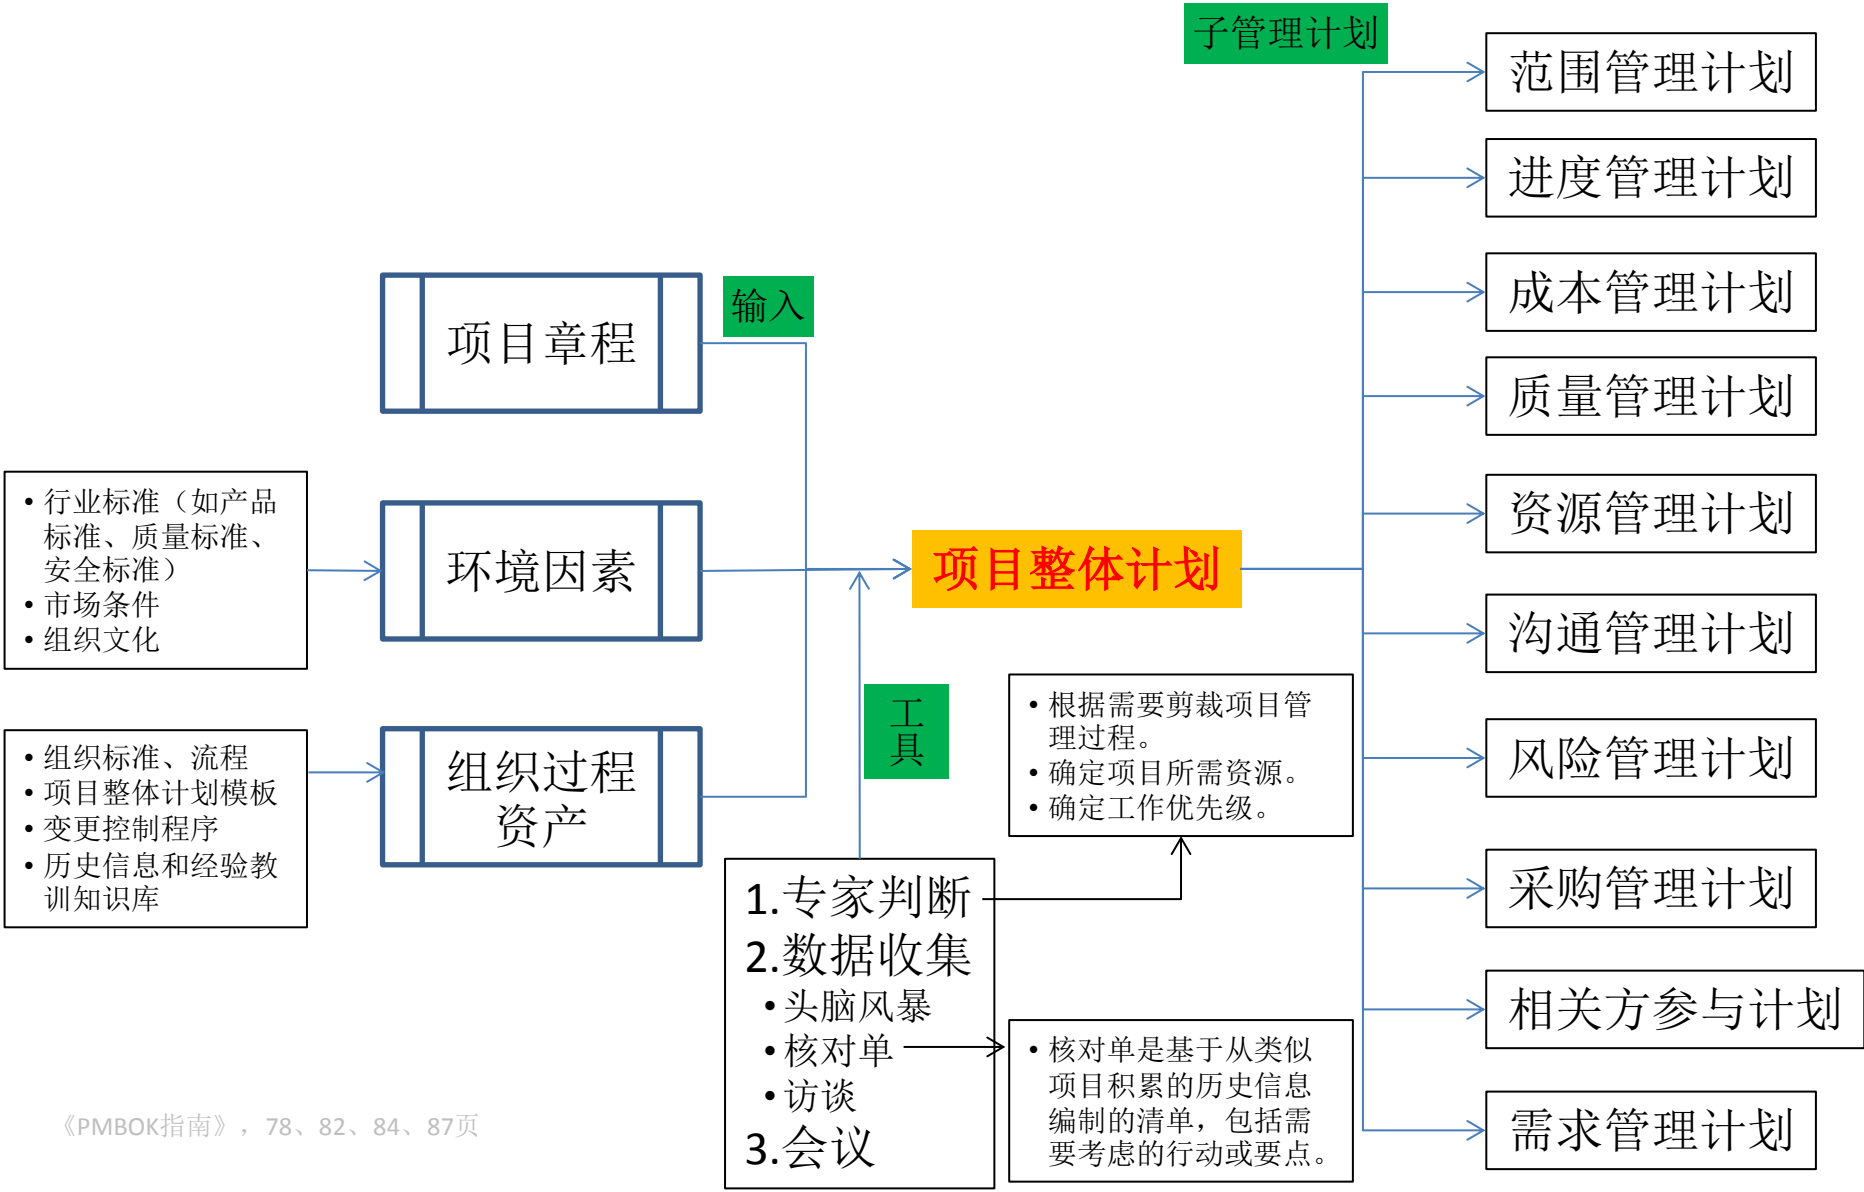 子管理计划
范围管理计划
进度管理计划
成本管理计划
质量管理计划
资源管理计划
沟通管理计划
风险管理计划
采购管理计划
相关方参与计划
需求管理计划
输入
项目章程
环境因素
组织过程
资产
• 行业标准（如产品
标准、质量标准、
安全标准）
• 市场条件
• 组织文化
• 组织标准、流程
• 项目整体计划模板
• 变更控制程序
• 历史信息和经验教
训知识库
项目整体计划
工
具
1.专家判断
2.数据收集
•头脑风暴
•核对单
•访谈
3.会议
• 根据需要剪裁项目管
理过程。
• 确定项目所需资源。
• 确定工作优先级。
• 核对单是基于从类似
项目积累的历史信息
编制的清单，包括需
要考虑的行动或要点。
《PMBOK指南》，78、82、84、87页